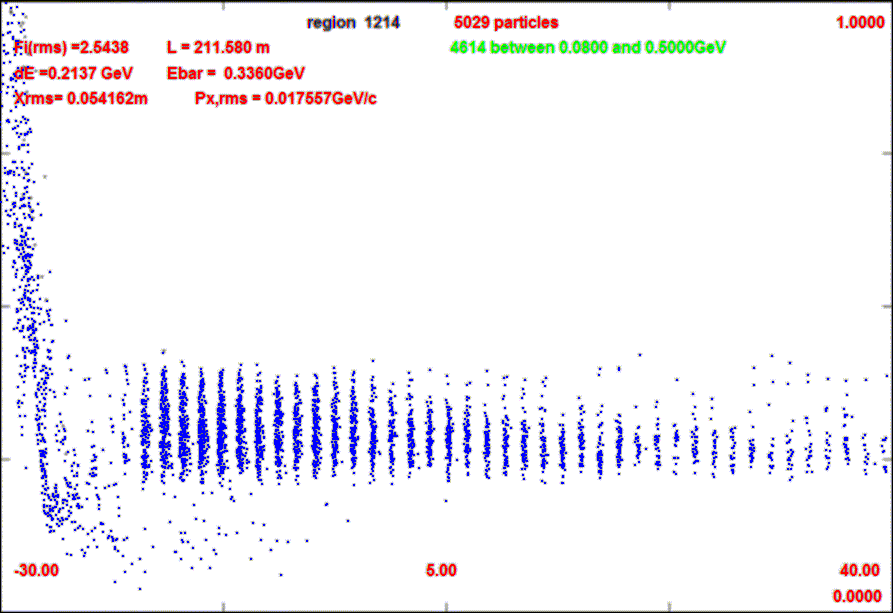 region 1214 5029 particles 1.0000
Fi(rms) =2.5438 L = 211.580 m 4614 between 0.0800 and 0.5000GeV
dE =0.2137 GeV Ebar = 0.3360GeV
Xrms= 0.054162m Px,rms = 0.017557GeV/c
-30.00 5.00 40.00
0.0000